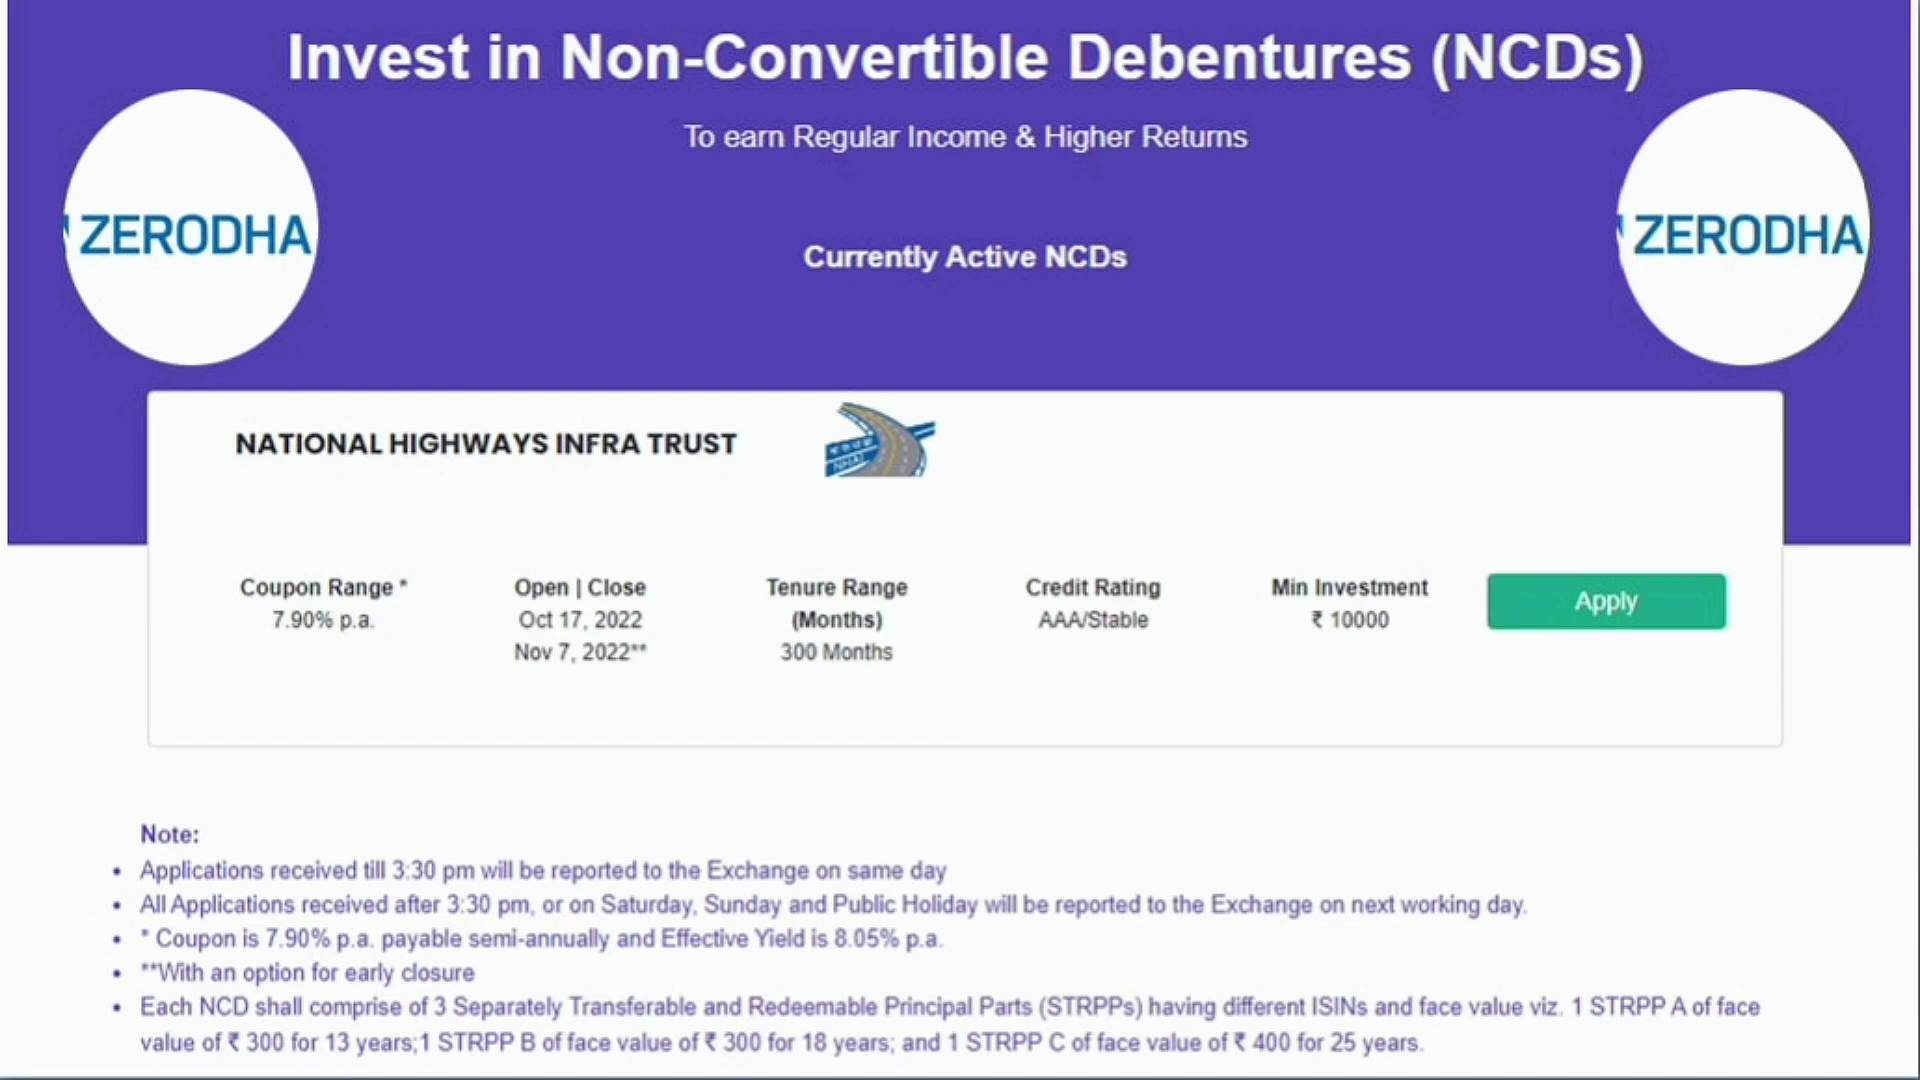 Invest in Non-Convertible Debentures (NCDs)
To earn Regular Income & Higher Returns
ZERODHA
ZERODHA
Currently Active NCDs
NATIONAL HIGHWAYS INFRA TRUST
NHAI
Coupon Range *
7.90% p.a.
Open | Close
Oct 17, 2022
Nov 7, 2022**
Tenure Range
(Months)
300 Months
Credit Rating
AAA/Stable
Min Investment
₹ 10000
Apply
Note:
• Applications received till 3:30 pm will be reported to the Exchange on same day
• All Applications received after 3:30 pm, or on Saturday, Sunday and Public Holiday will be reported to the Exchange on next working day.
• * Coupon is 7.90% p.a. payable semi-annually and Effective Yield is 8.05% p.a.
• **With an option for early closure
• Each NCD shall comprise of 3 Separately Transferable and Redeemable Principal Parts (STRPPs) having different ISINs and face value viz. 1 STRPP A of face
value of ₹ 300 for 13 years;1 STRPP B of face value of ₹ 300 for 18 years; and 1 STRPP C of face value of ₹ 400 for 25 years.